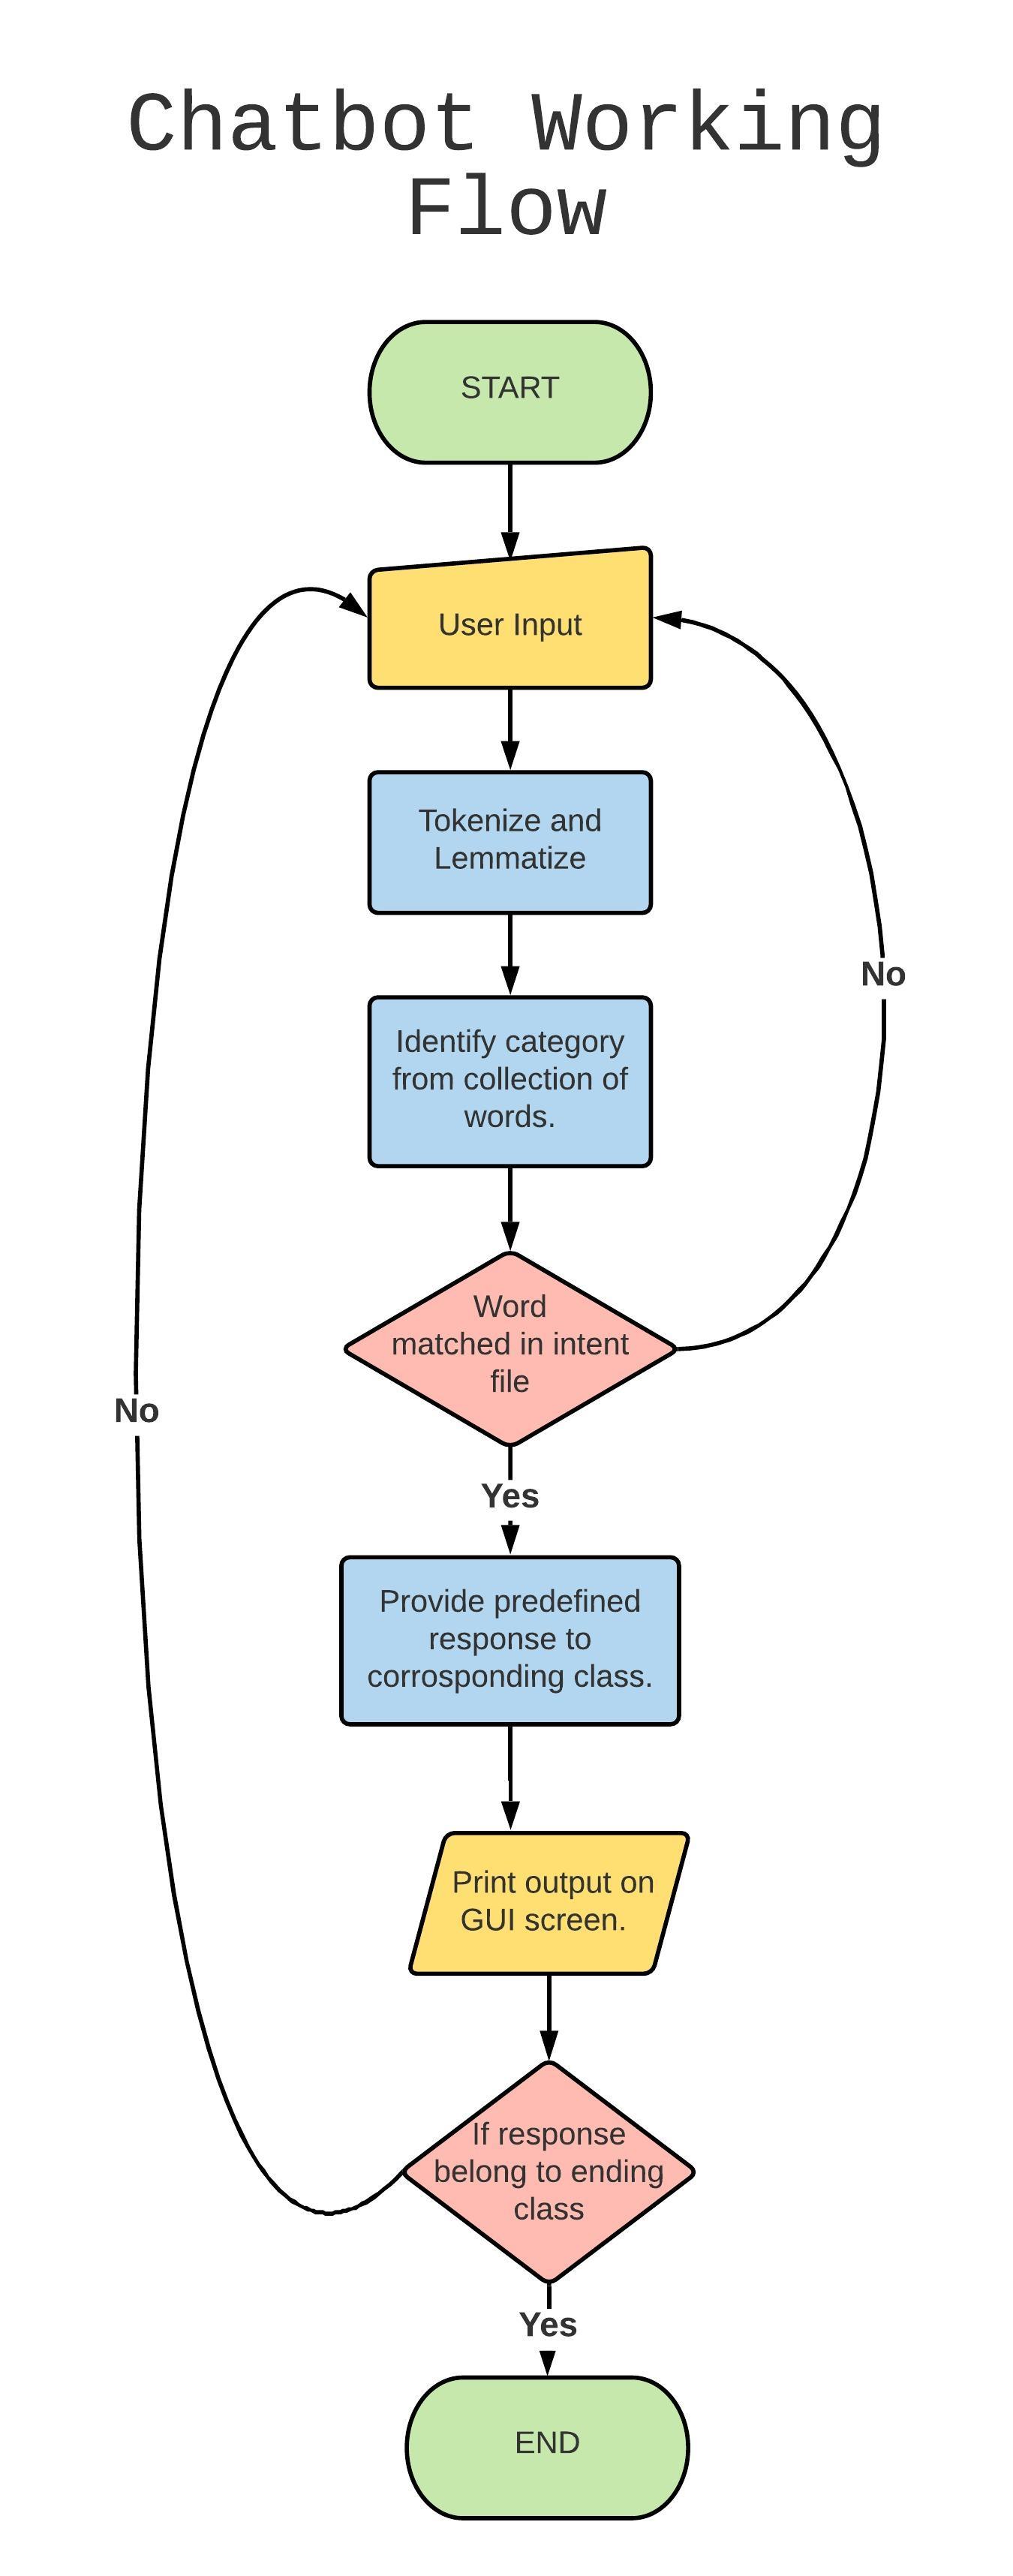 Chatbot Working
Flow
START
User Input
Tokenize and
Lemmatize
No
Identify category
from collection of
words.
Word
matched in intent
file
No
Yes
Provide predefined
response to
corrosponding class.
Print output on
GUI screen.
If response
belong to ending
class
Yes
END